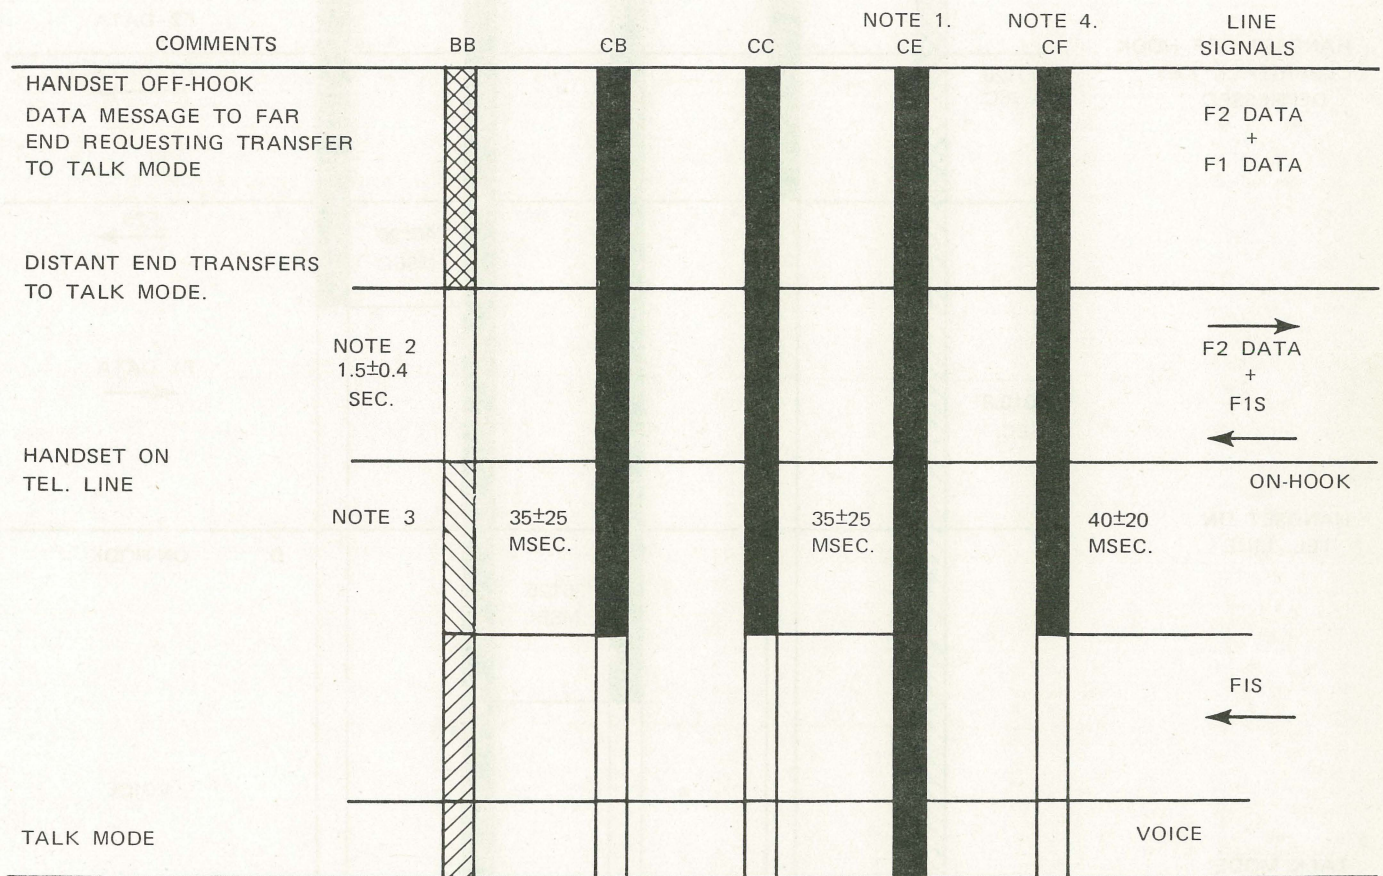 COMMENTS BB CB CC NOTE 1. CE NOTE 4. CF LINE SIGNALS
HANDSET OFF-HOOK
DATA MESSAGE TO FAR
END REQUESTING TRANSFER
TO TALK MODE
F2 DATA
+
F1 DATA
DISTANT END TRANSFERS
TO TALK MODE.
NOTE 2
1.5±0.4
SEC.
F2 DATA
+
F1S
HANDSET ON
TEL. LINE
ON-HOOK
NOTE 3
35±25
MSEC.
35±25
MSEC.
40±20
MSEC.
FIS
TALK MODE
VOICE